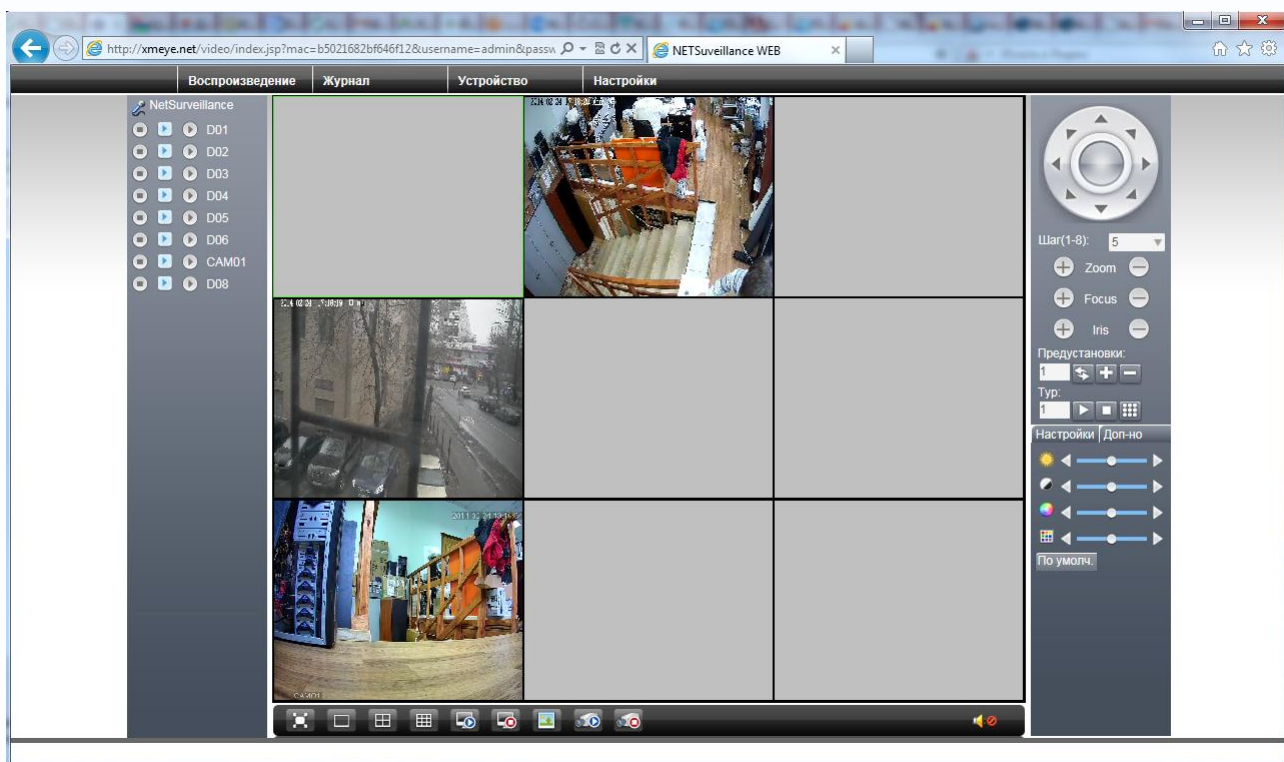 http://xmeye.net/video/index.jsp?mac=b5021682bf646f12&username=admin&passw
NETSuveillance WEB
Воспроизведение Журнал Устройство Настройки
NetSurveillance
D01
D02
D03
D04
D05
D06
CAM01
D08
CAM01
Шаг(1-8): 5
Zoom
Focus
Iris
Предустановки:
1
Тур:
1
Настройки Доп-но
По умолч.